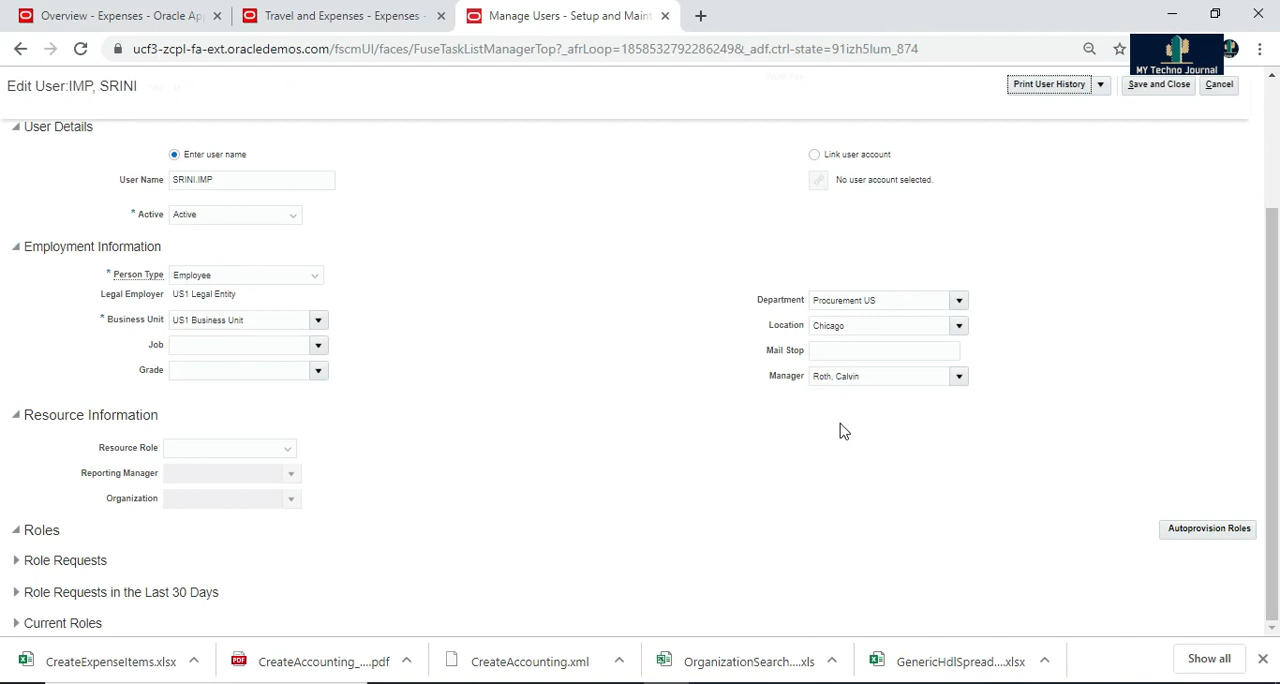 Overview - Expenses - Oracle App
Travel and Expenses - Expenses -
Manage Users - Setup and Maint
ucf3-zcpl-fa-ext.oracledemos.com/fscmUI/faces/FuseTaskListManagerTop?_afrLoop=18585327922862498&_adf.ctrl-state=91izh5lum_874
MY Techno Journal
Edit User:IMP, SRINI
Print User History
Save and Close
Cancel
User Details
Enter user name
Link user account
User Name SRINI.IMP
No user account selected.
* Active Active
Employment Information
* Person Type Employee
Legal Employer US1 Legal Entity
Department Procurement US
* Business Unit US1 Business Unit
Location Chicago
Job
Mail Stop
Grade
Manager Roth, Calvin
Resource Information
Resource Role
Reporting Manager
Organization
Roles
Autoprovision Roles
Role Requests
Role Requests in the Last 30 Days
Current Roles
CreateExpenseItems.xlsx
PDF
CreateAccounting_....pdf
CreateAccounting.xml
OrganizationSearch....xls
GenericHdlSpread....xlsx
Show all